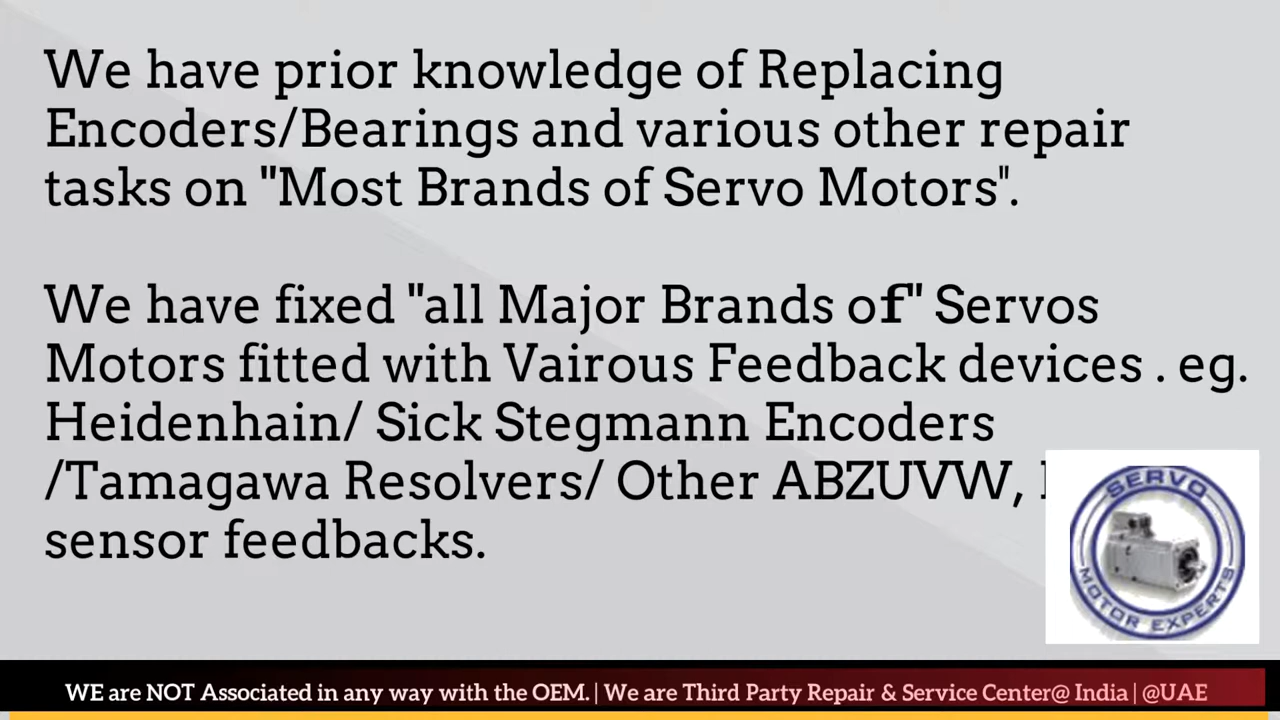 We have prior knowledge of Replacing
Encoders/Bearings and various other repair
tasks on "Most Brands of Servo Motors".
We have fixed "all Major Brands of" Servos
Motors fitted with Vairous Feedback devices . eg.
Heidenhain/ Sick Stegmann Encoders
/Tamagawa Resolvers/ Other ABZUVW,
sensor feedbacks.
SERVO
MOTOR EXPERTS
WE are NOT Associated in any way with the OEM. | We are Third Party Repair & Service Center@ India | @UAE